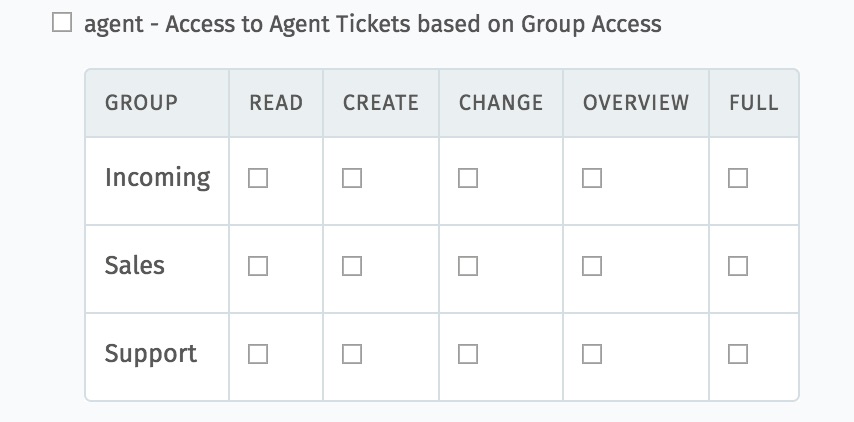 agent - Access to Agent Tickets based on Group Access
GROUP READ CREATE CHANGE OVERVIEW FULL
Incoming
Sales
Support